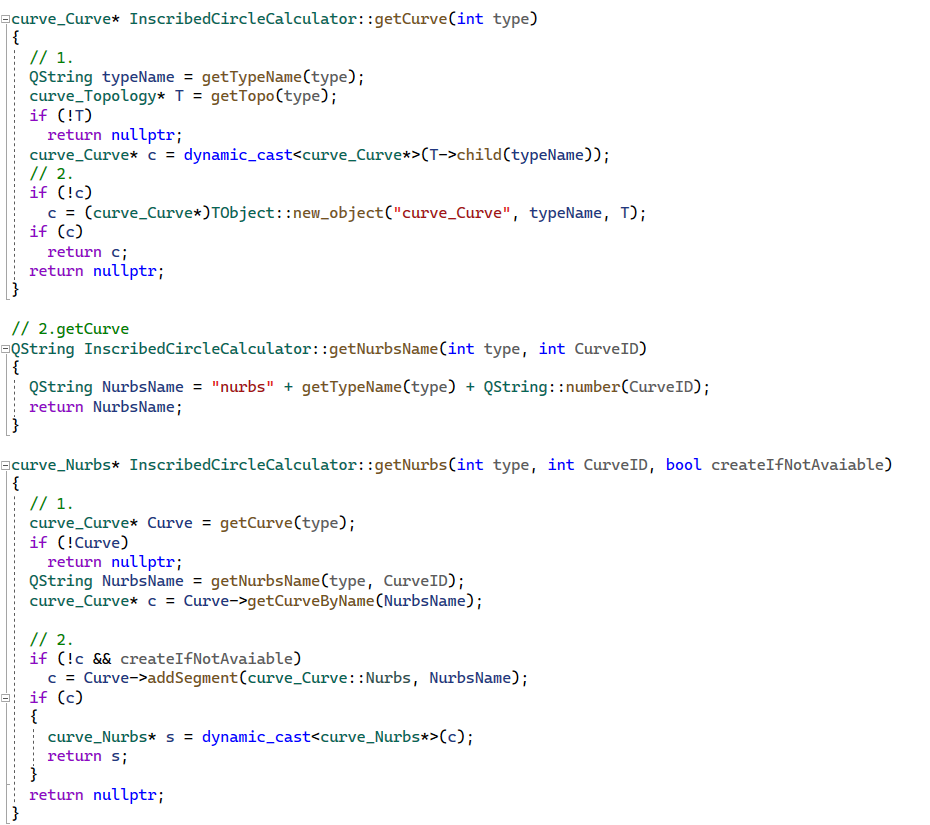 curve_Curve* InscribedCircleCalculator::getCurve(int type)
{
  // 1.
  QString typeName = getTypeName(type);
  curve_Topology* T = getTopo(type);
  if (!T)
    return nullptr;
  curve_Curve* c = dynamic_cast<curve_Curve*>(T->child(typeName));
  // 2.
  if (!c)
    c = (curve_Curve*)TObject::new_object("curve_Curve", typeName, T);
  if (c)
    return c;
  return nullptr;
}

// 2.getCurve
QString InscribedCircleCalculator::getNurbsName(int type, int CurveID)
{
  QString NurbsName = "nurbs" + getTypeName(type) + QString::number(CurveID);
  return NurbsName;
}

curve_Nurbs* InscribedCircleCalculator::getNurbs(int type, int CurveID, bool createIfNotAvaiable)
{
  // 1.
  curve_Curve* Curve = getCurve(type);
  if (!Curve)
    return nullptr;
  QString NurbsName = getNurbsName(type, CurveID);
  curve_Curve* c = Curve->getCurveByName(NurbsName);

  // 2.
  if (!c && createIfNotAvaiable)
    c = Curve->addSegment(curve_Curve::Nurbs, NurbsName);
  if (c)
  {
    curve_Nurbs* s = dynamic_cast<curve_Nurbs*>(c);
    return s;
  }
  return nullptr;
}